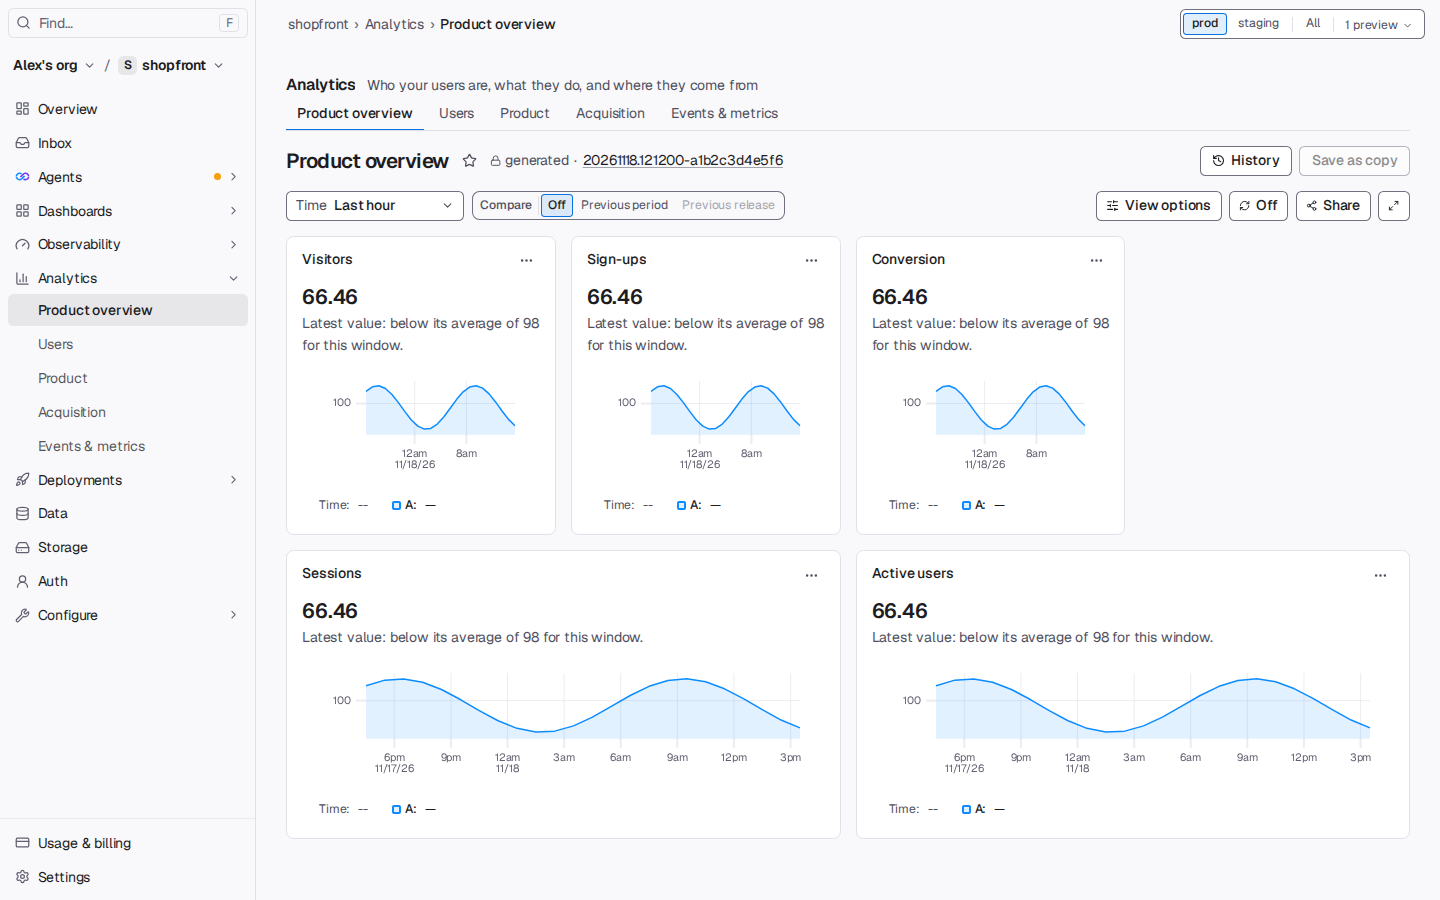 Find...
F
Alex's org / S shopfront
Overview
Inbox
Agents
Dashboards
Observability
Analytics
Product overview
Users
Product
Acquisition
Events & metrics
Deployments
Data
Storage
Auth
Configure
Usage & billing
Settings
shopfront › Analytics › Product overview
prod staging All 1 preview
Analytics Who your users are, what they do, and where they come from
Product overview Users Product Acquisition Events & metrics
Product overview generated · 20261118.121200-a1b2c3d4e5f6
History Save as copy
Time Last hour Compare Off Previous period Previous release
View options Off Share
Visitors
66.46
Latest value: below its average of 98
for this window.
100
12am 8am
11/18/26
Time: -- A: —
Sign-ups
66.46
Latest value: below its average of 98
for this window.
100
12am 8am
11/18/26
Time: -- A: —
Conversion
66.46
Latest value: below its average of 98
for this window.
100
12am 8am
11/18/26
Time: -- A: —
Sessions
66.46
Latest value: below its average of 98 for this window.
100
6pm 9pm 12am 3am 6am 9am 12pm 3pm
11/17/26 11/18
Time: -- A: —
Active users
66.46
Latest value: below its average of 98 for this window.
100
6pm 9pm 12am 3am 6am 9am 12pm 3pm
11/17/26 11/18
Time: -- A: —